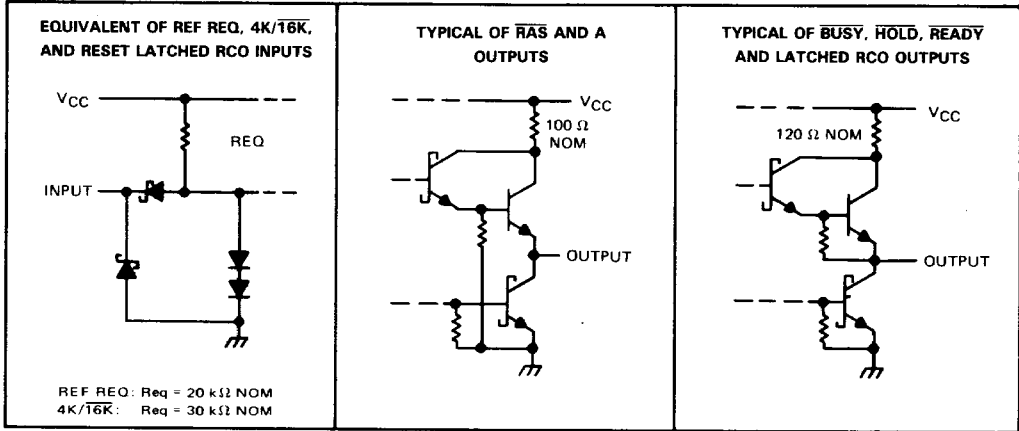 EQUIVALENT OF REF REQ, 4K/16K,
AND RESET LATCHED RCO INPUTS
VCC
REQ
INPUT
REF REQ: Req = 20 kΩ NOM
4K/16K: Req = 30 kΩ NOM
TYPICAL OF RAS AND A
OUTPUTS
VCC
100 Ω
NOM
OUTPUT
TYPICAL OF BUSY, HOLD, READY
AND LATCHED RCO OUTPUTS
VCC
120 Ω NOM
OUTPUT